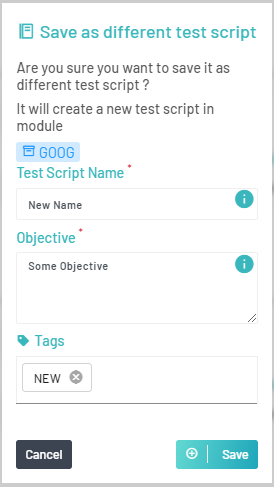 Save as different test script
Are you sure you want to save it as
different test script ?
It will create a new test script in
module
GOOG
Test Script Name *
New Name
Objective *
Some Objective
Tags
NEW
Cancel
Save